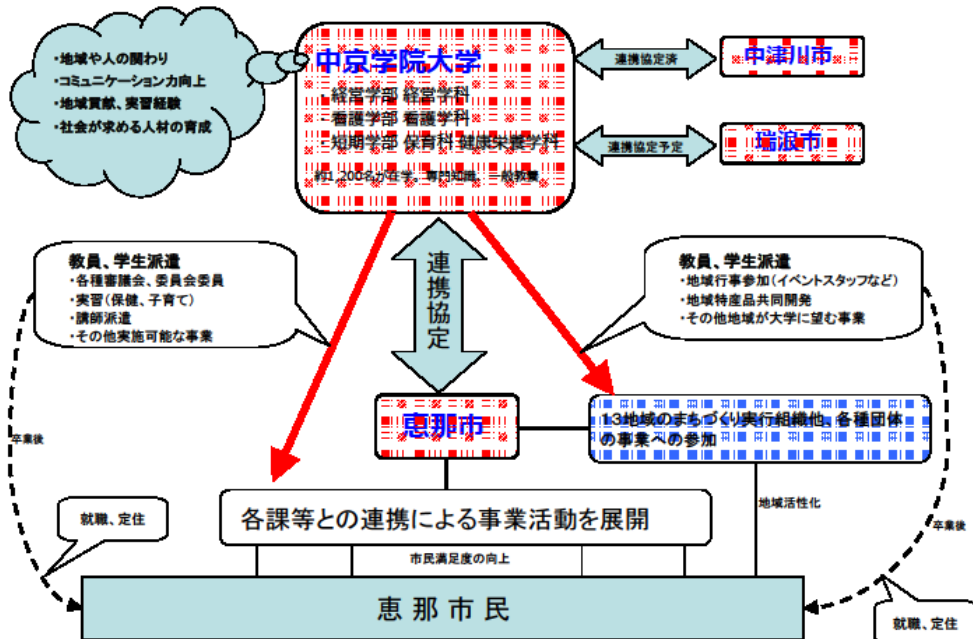 ・地域や人の関わり
・コミュニケーション力向上
・地域貢献、実習経験
・社会が求める人材の育成
中京学院大学
・経営学部 経営学科
・看護学部 看護学科
・短期学部 保育科 健康栄養学科
約1,200名が在学。専門知識、一般教養
連携協定済
中津川市
連携協定予定
瑞浪市
教員、学生派遣
・各種審議会、委員会委員
・実習(保健、子育て)
・講師派遣
・その他実施可能な事業
連携協定
教員、学生派遣
・地域行事参加(イベントスタッフなど)
・地域特産品共同開発
・その他地域が大学に望む事業
恵那市
13地域のまちづくり実行組織他、各種団体
の事業への参加
卒業後
就職、定住
各課等との連携による事業活動を展開
地域活性化
卒業後
市民満足度の向上
恵那市民
就職、定住